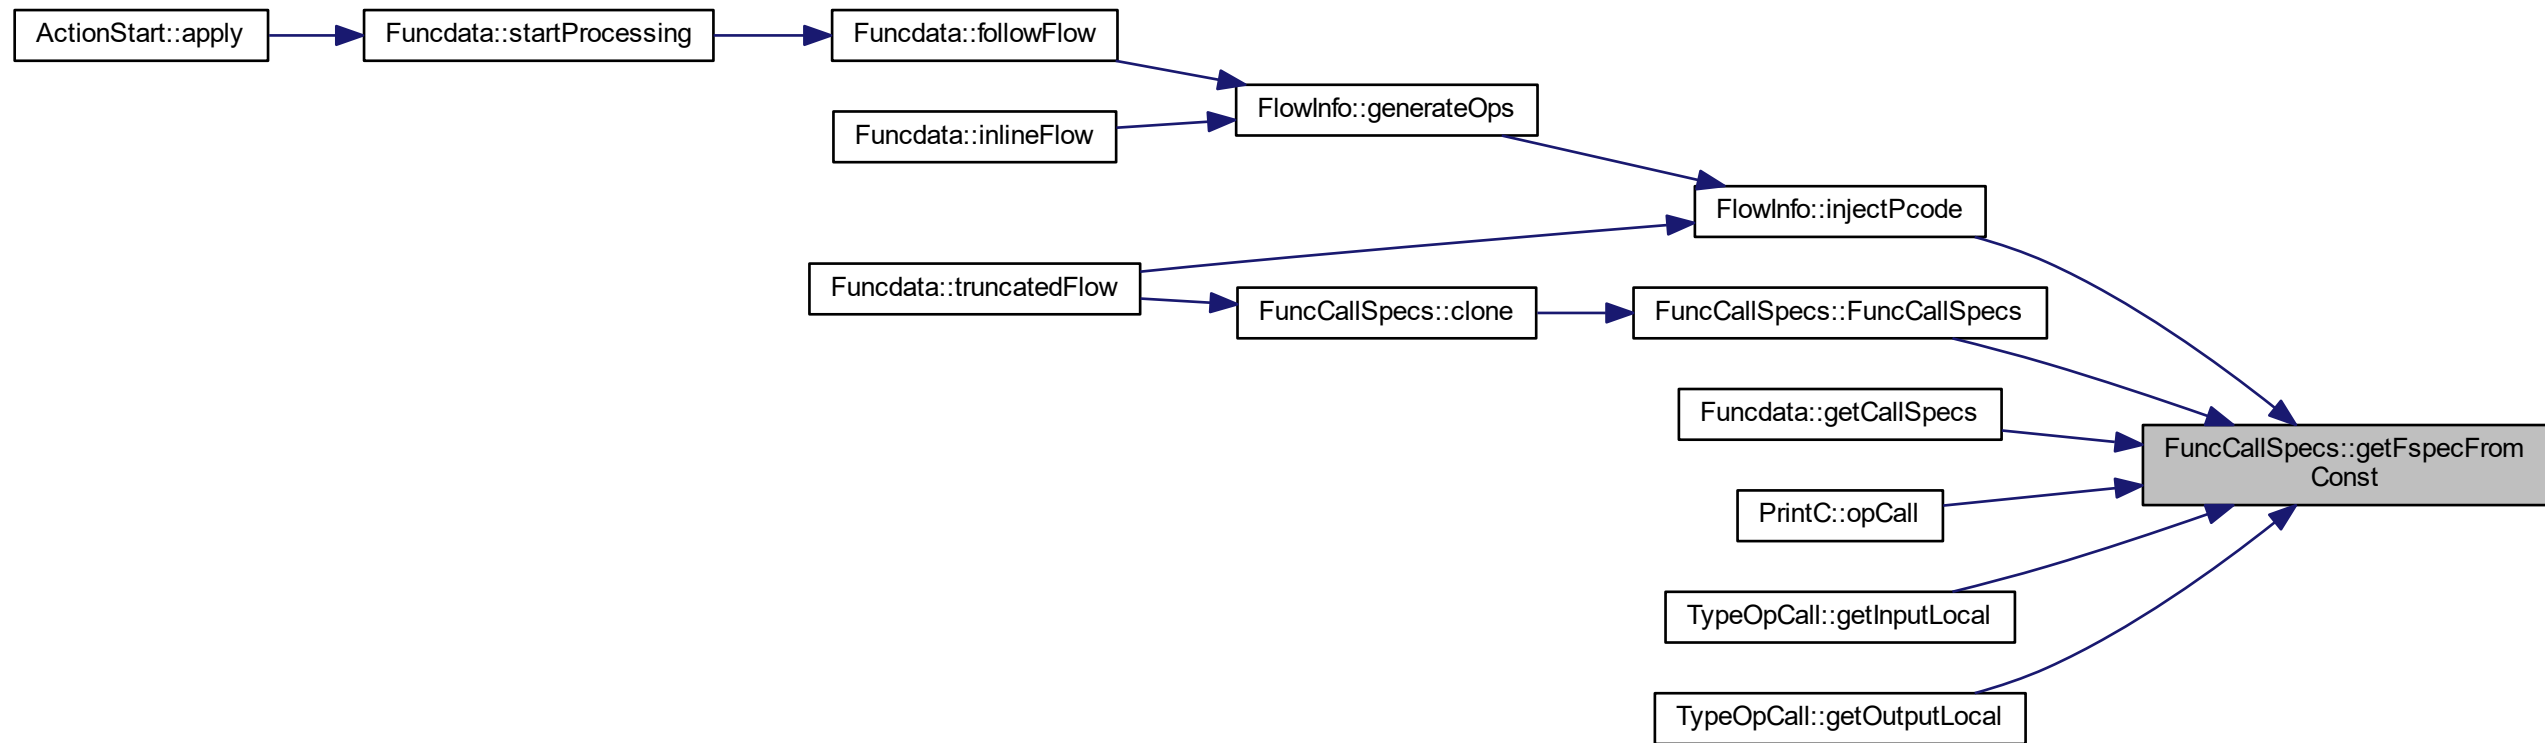 ActionStart::apply
Funcdata::startProcessing
Funcdata::followFlow
FlowInfo::generateOps
Funcdata::inlineFlow
FlowInfo::injectPcode
Funcdata::truncatedFlow
FuncCallSpecs::clone
FuncCallSpecs::FuncCallSpecs
Funcdata::getCallSpecs
FuncCallSpecs::getFspecFrom
Const
PrintC::opCall
TypeOpCall::getInputLocal
TypeOpCall::getOutputLocal